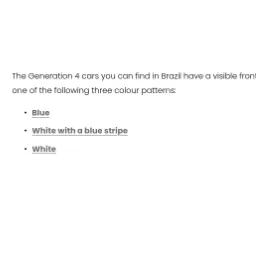 The Generation 4 cars you can find in Brazil have a visible front
one of the following three colour patterns:
• Blue
• White with a blue stripe
• White